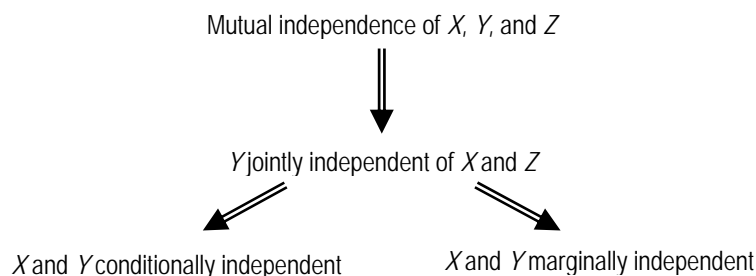 Mutual independence of X, Y, and Z
Y jointly independent of X and Z
X and Y conditionally independent
X and Y marginally independent